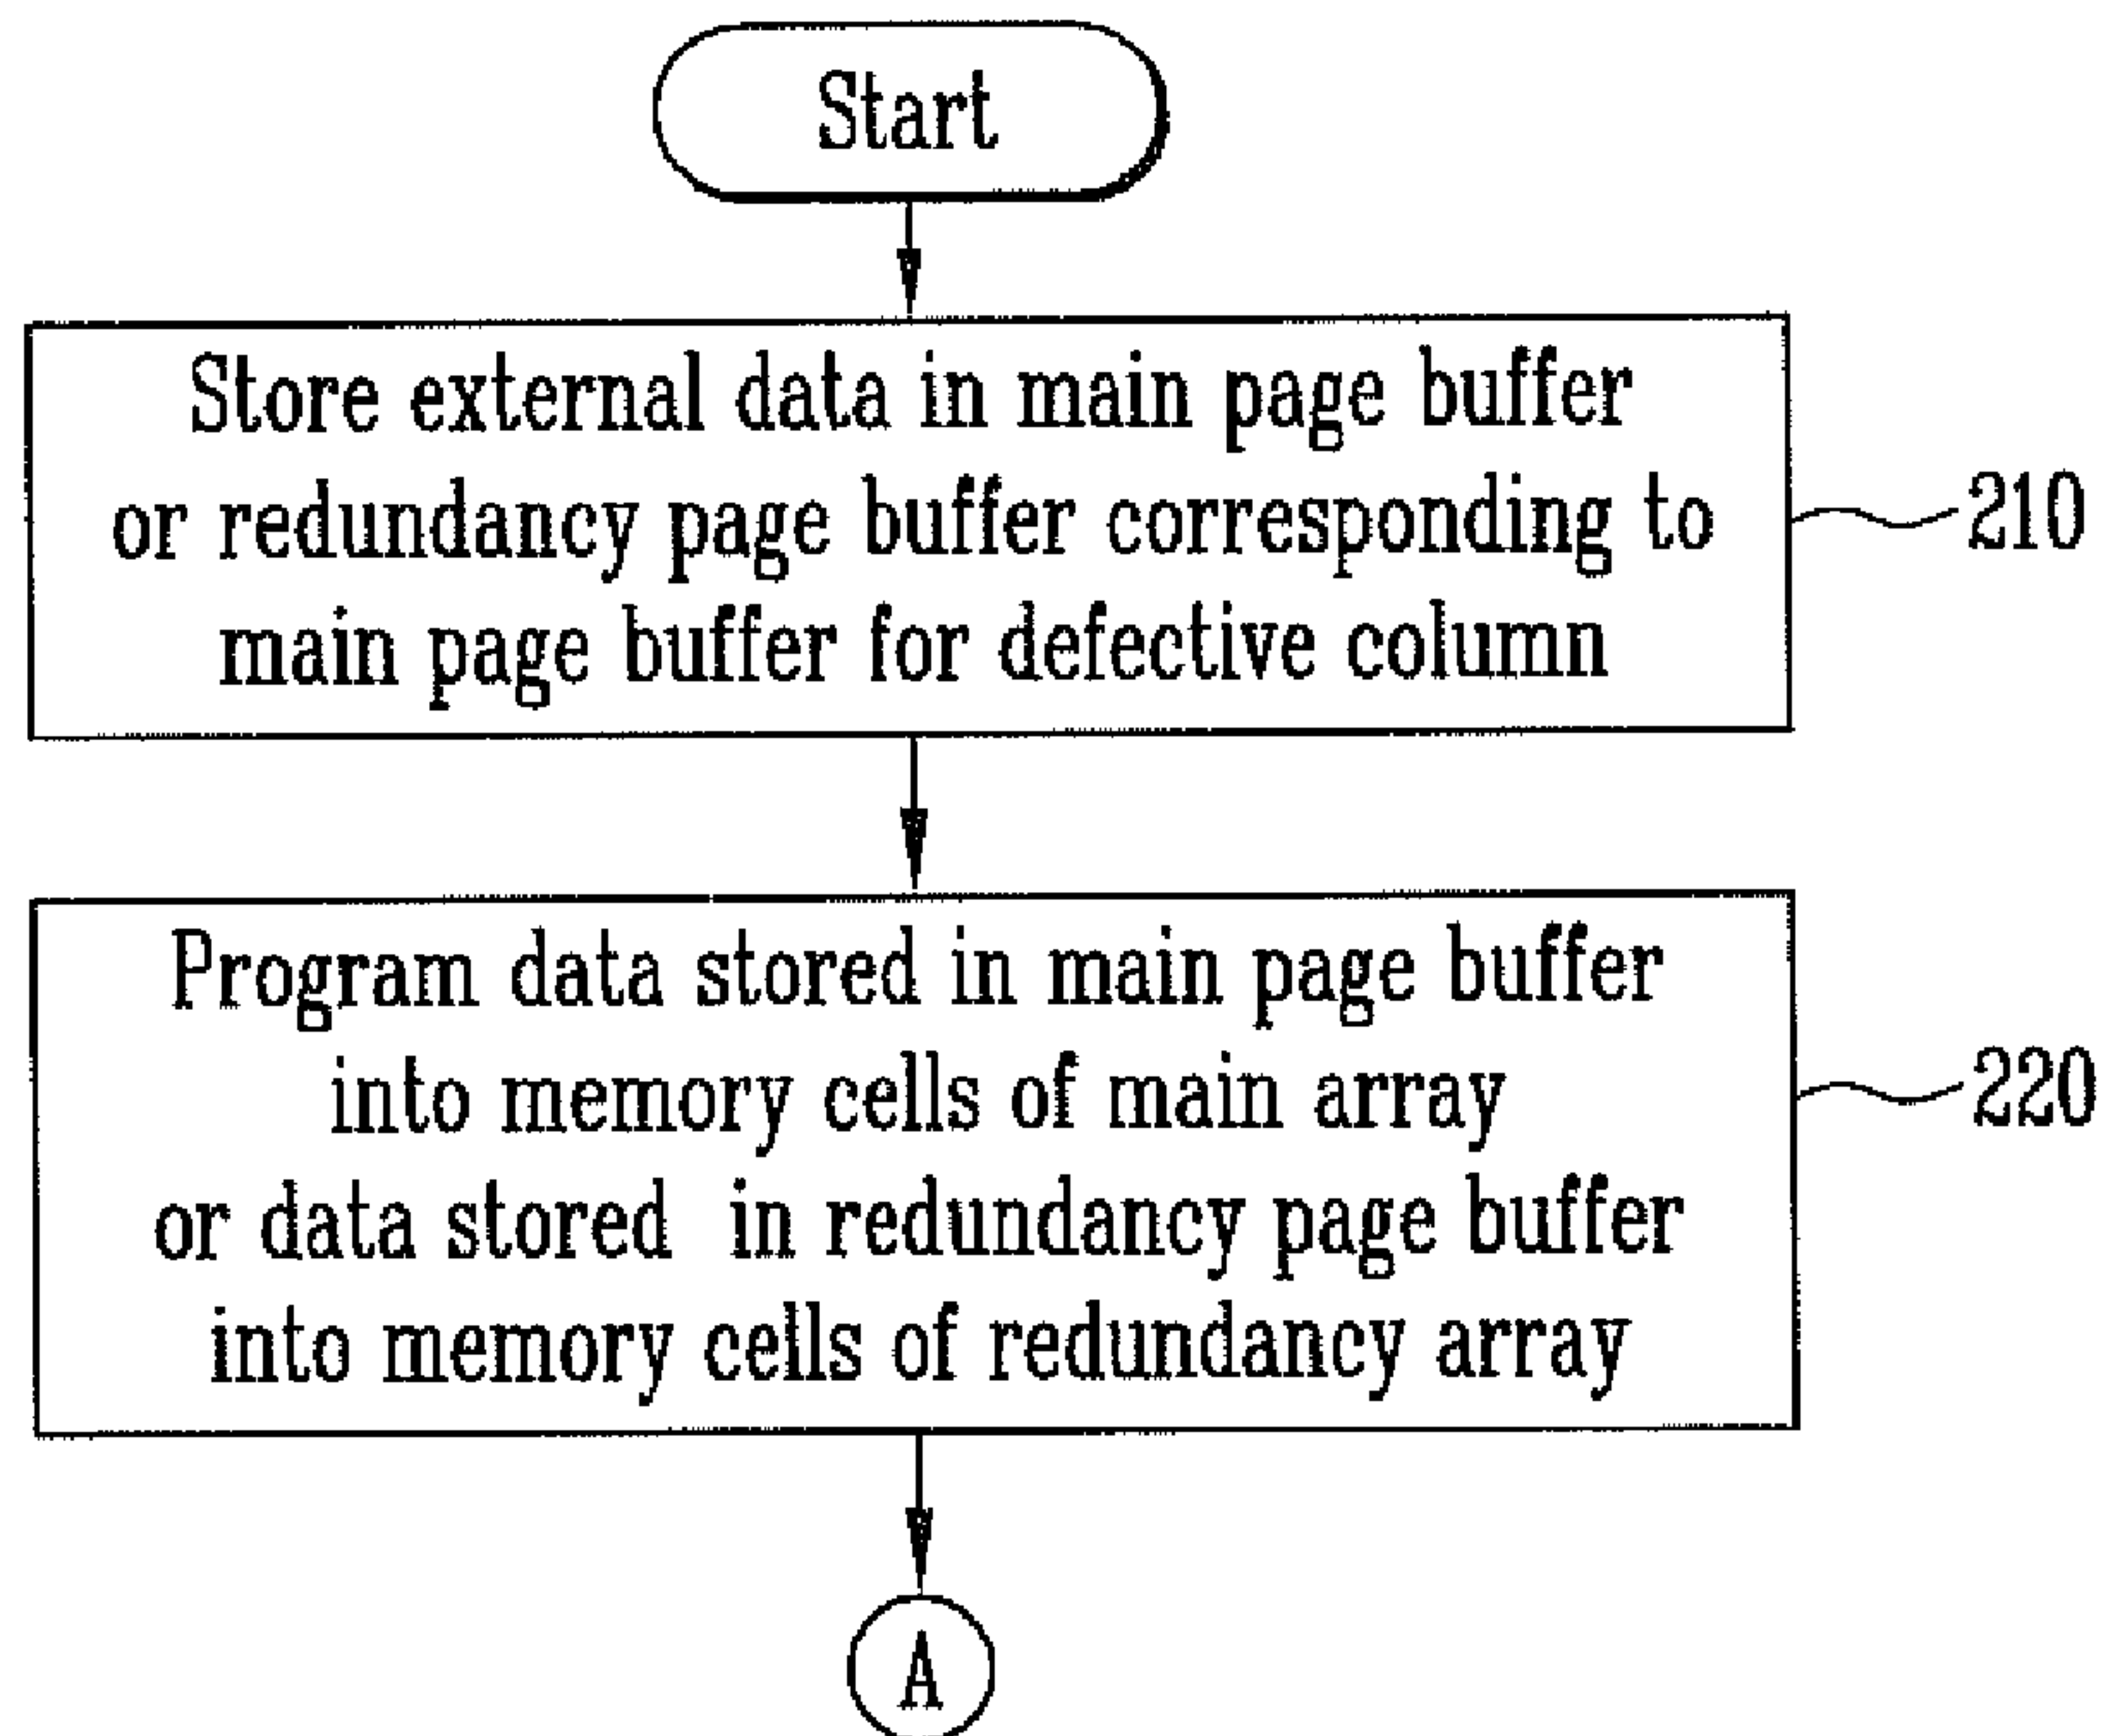 Start
Store external data in main page buffer
or redundancy page buffer corresponding to
main page buffer for defective column
210
Program data stored in main page buffer
into memory cells of main array
or data stored in redundancy page buffer
into memory cells of redundancy array
220
A